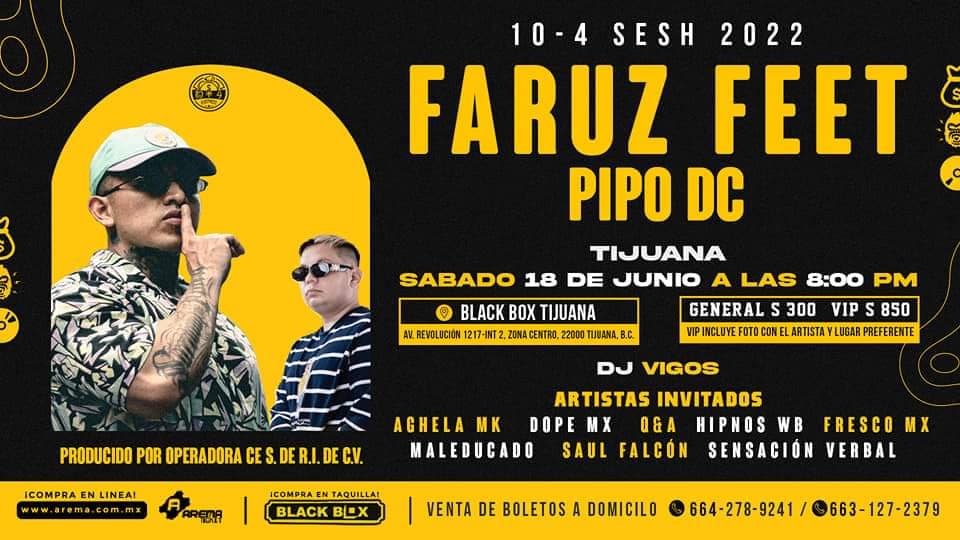 10-4 SESH 2022
FARUZ FEET
PIPO DC
TIJUANA
SABADO 18 DE JUNIO A LAS 8:00 PM
BLACK BOX TIJUANA
AV. REVOLUCIÓN 1217-INT 2, ZONA CENTRO, 22000 TIJUANA, B.C.
GENERAL $ 300 VIP $ 850
VIP INCLUYE FOTO CON EL ARTISTA Y LUGAR PREFERENTE
DJ VIGOS
ARTISTAS INVITADOS
AGHELA MK DOPE MX Q&A HIPNOS WB FRESCO MX
MALEDUCADO SAUL FALCÓN SENSACIÓN VERBAL
PRODUCIDO POR OPERADORA CE S. DE R.I. DE C.V.
¡COMPRA EN LINEA!
www.arema.com.mx
AREMA
TICKET
¡COMPRA EN TAQUILLA!
BLACK BOX
VENTA DE BOLETOS A DOMICILO 664-278-9241 / 663-127-2379